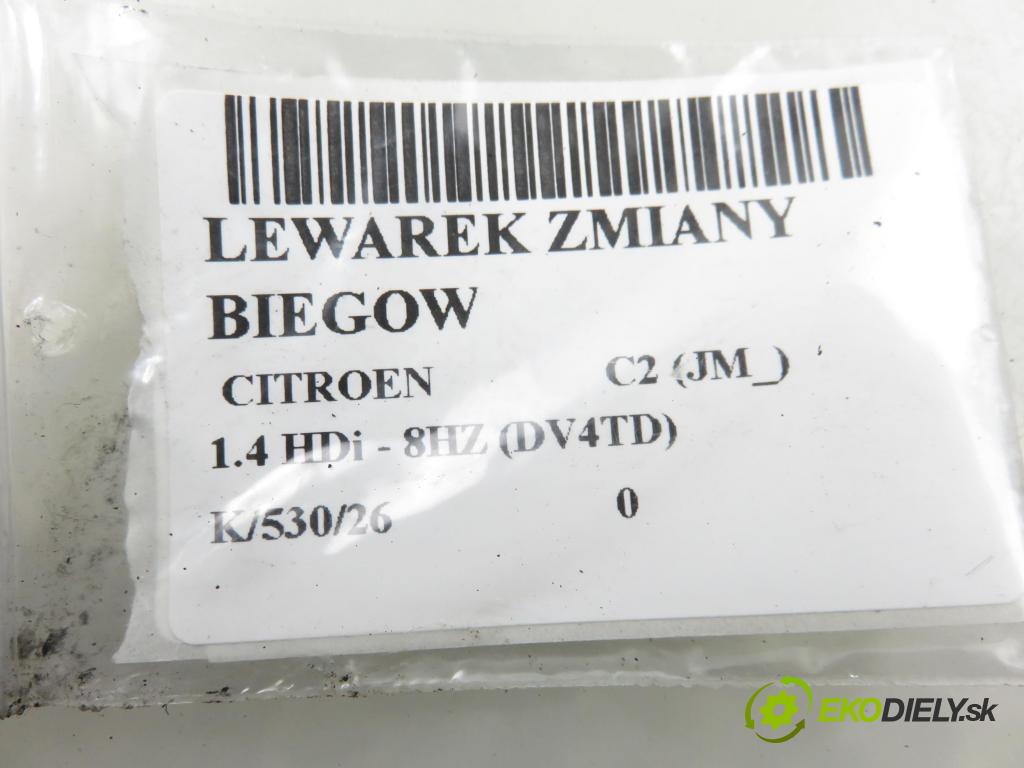 LEWAREK ZMIANY
BIEGOW
CITROEN C2 (JM_)
1.4 HDi - 8HZ (DV4TD)
K/530/26 0
EKODIELY.sk